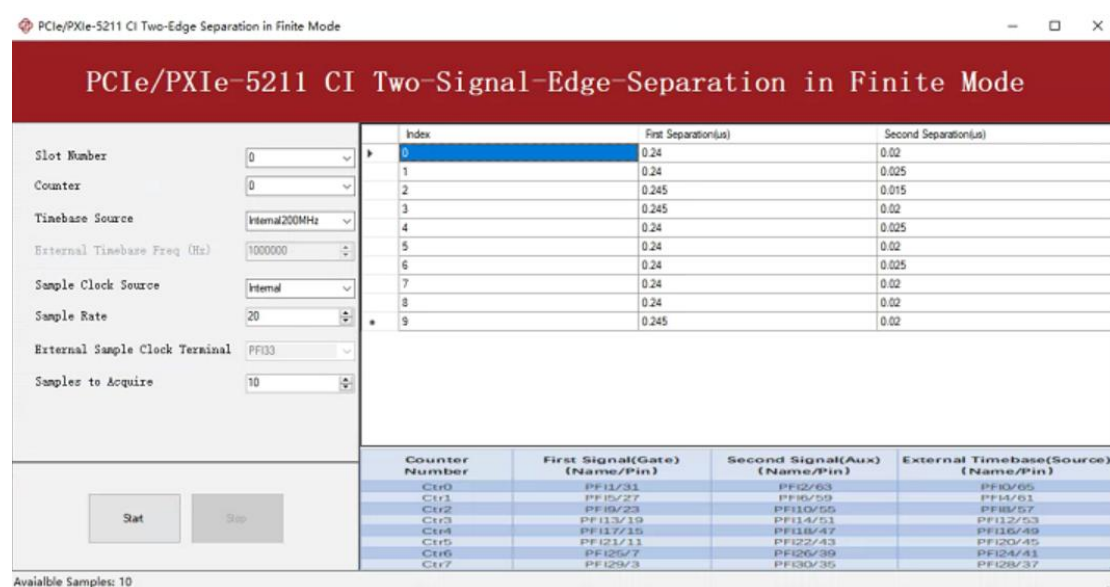 PCIe/PXIe-5211 CI Two-Edge Separation in Finite Mode
PCIe/PXIe-5211 CI Two-Signal-Edge-Separation in Finite Mode
Slot Number 0
Counter 0
Timebase Source Internal200MHz
External Timebase Freq (Hz) 1000000
Sample Clock Source Internal
Sample Rate 20
External Sample Clock Terminal PFI33
Samples to Acquire 10
Start Stop
Index First Separation(μs) Second Separation(μs)
0 0.24 0.02
1 0.24 0.025
2 0.245 0.015
3 0.245 0.02
4 0.24 0.025
5 0.24 0.02
6 0.24 0.025
7 0.24 0.02
8 0.24 0.02
9 0.245 0.02
Counter First Signal(Gate) Second Signal(Aux) External Timebase(Source)
Number (Name/Pin) (Name/Pin) (Name/Pin)
Ctr0 PFI1/31 PFI2/63 PFI0/65
Ctr1 PFI5/27 PFI6/59 PFI4/61
Ctr2 PFI9/23 PFI10/55 PFI8/57
Ctr3 PFI13/19 PFI14/51 PFI12/53
Ctr4 PFI17/15 PFI18/47 PFI16/49
Ctr5 PFI21/11 PFI22/43 PFI20/45
Ctr6 PFI25/7 PFI26/39 PFI24/41
Ctr7 PFI29/3 PFI30/35 PFI28/37
Avaialble Samples: 10